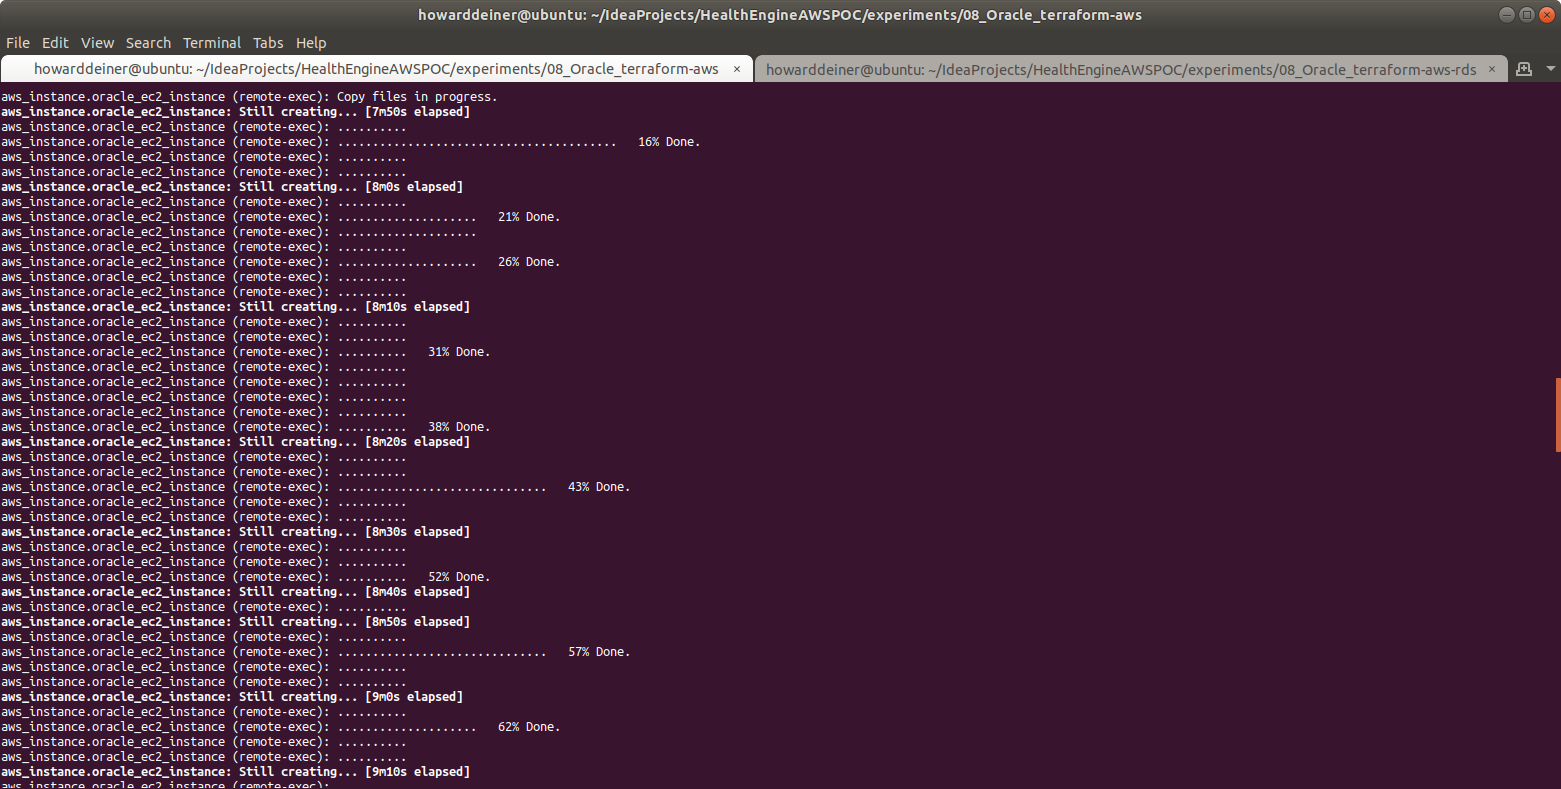 howarddeiner@ubuntu: ~/IdeaProjects/HealthEngineAWSPOC/experiments/08_Oracle_terraform-aws
File Edit View Search Terminal Tabs Help
howarddeiner@ubuntu: ~/IdeaProjects/HealthEngineAWSPOC/experiments/08_Oracle_terraform-aws × howarddeiner@ubuntu: ~/IdeaProjects/HealthEngineAWSPOC/experiments/08_Oracle_terraform-aws-rds ×
aws_instance.oracle_ec2_instance (remote-exec): Copy files in progress.
aws_instance.oracle_ec2_instance: Still creating... [7m50s elapsed]
aws_instance.oracle_ec2_instance (remote-exec): ..........
aws_instance.oracle_ec2_instance (remote-exec): ........................................   16% Done.
aws_instance.oracle_ec2_instance (remote-exec): ..........
aws_instance.oracle_ec2_instance (remote-exec): ..........
aws_instance.oracle_ec2_instance: Still creating... [8m0s elapsed]
aws_instance.oracle_ec2_instance (remote-exec): ..........
aws_instance.oracle_ec2_instance (remote-exec): ....................   21% Done.
aws_instance.oracle_ec2_instance (remote-exec): ....................
aws_instance.oracle_ec2_instance (remote-exec): ..........
aws_instance.oracle_ec2_instance (remote-exec): ....................   26% Done.
aws_instance.oracle_ec2_instance (remote-exec): ..........
aws_instance.oracle_ec2_instance (remote-exec): ..........
aws_instance.oracle_ec2_instance: Still creating... [8m10s elapsed]
aws_instance.oracle_ec2_instance (remote-exec): ..........
aws_instance.oracle_ec2_instance (remote-exec): ..........
aws_instance.oracle_ec2_instance (remote-exec): ..........   31% Done.
aws_instance.oracle_ec2_instance (remote-exec): ..........
aws_instance.oracle_ec2_instance (remote-exec): ..........
aws_instance.oracle_ec2_instance (remote-exec): ..........
aws_instance.oracle_ec2_instance (remote-exec): ..........
aws_instance.oracle_ec2_instance (remote-exec): ..........   38% Done.
aws_instance.oracle_ec2_instance: Still creating... [8m20s elapsed]
aws_instance.oracle_ec2_instance (remote-exec): ..........
aws_instance.oracle_ec2_instance (remote-exec): ..........
aws_instance.oracle_ec2_instance (remote-exec): ..............................   43% Done.
aws_instance.oracle_ec2_instance (remote-exec): ..........
aws_instance.oracle_ec2_instance (remote-exec): ..........
aws_instance.oracle_ec2_instance: Still creating... [8m30s elapsed]
aws_instance.oracle_ec2_instance (remote-exec): ..........
aws_instance.oracle_ec2_instance (remote-exec): ..........
aws_instance.oracle_ec2_instance (remote-exec): ..........   52% Done.
aws_instance.oracle_ec2_instance: Still creating... [8m40s elapsed]
aws_instance.oracle_ec2_instance (remote-exec): ..........
aws_instance.oracle_ec2_instance: Still creating... [8m50s elapsed]
aws_instance.oracle_ec2_instance (remote-exec): ..........
aws_instance.oracle_ec2_instance (remote-exec): ..............................   57% Done.
aws_instance.oracle_ec2_instance (remote-exec): ..........
aws_instance.oracle_ec2_instance (remote-exec): ..........
aws_instance.oracle_ec2_instance: Still creating... [9m0s elapsed]
aws_instance.oracle_ec2_instance (remote-exec): ..........
aws_instance.oracle_ec2_instance (remote-exec): ....................   62% Done.
aws_instance.oracle_ec2_instance (remote-exec): ..........
aws_instance.oracle_ec2_instance (remote-exec): ..........
aws_instance.oracle_ec2_instance: Still creating... [9m10s elapsed]
aws_instance.oracle_ec2_instance (remote-exec):